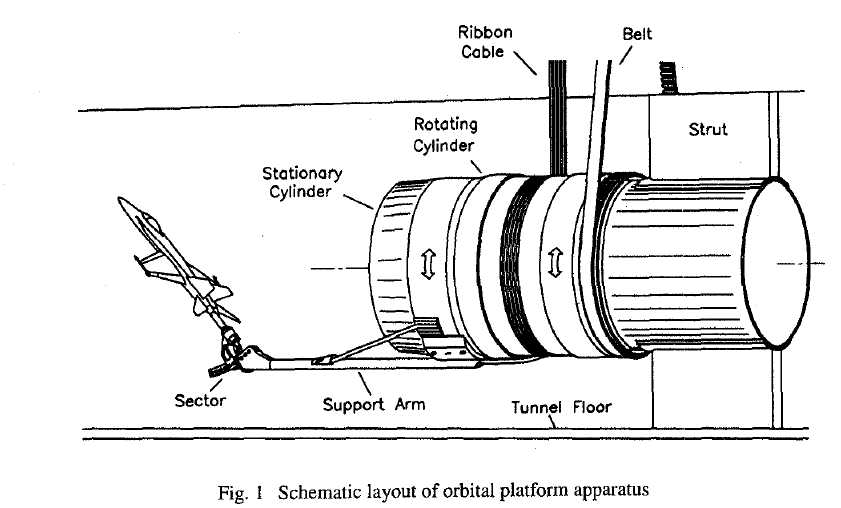 Ribbon
Cable
Belt
Rotating
Cylinder
Strut
Stationary
Cylinder
Sector
Support Arm
Tunnel Floor
Fig. 1 Schematic layout of orbital platform apparatus